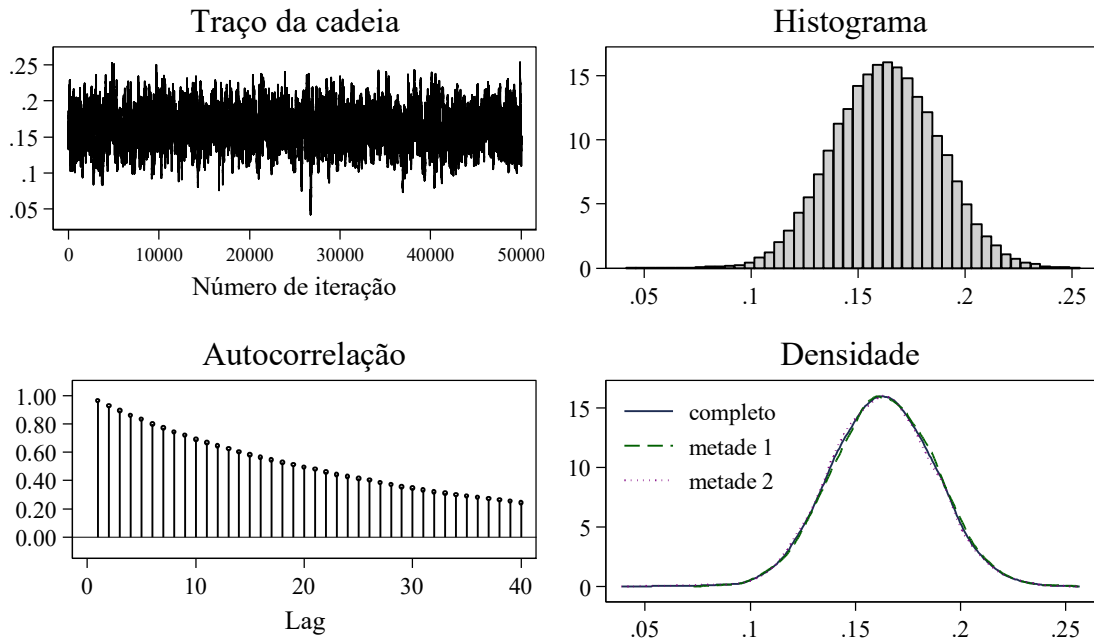 Traço da cadeia
.25
.2
.15
.1
.05
0 10000 20000 30000 40000 50000
Número de iteração
Histograma
15
10
5
0
.05 .1 .15 .2 .25
Autocorrelação
1.00
0.80
0.60
0.40
0.20
0.00
0 10 20 30 40
Lag
Densidade
15
10
5
0
completo
metade 1
metade 2
.05 .1 .15 .2 .25